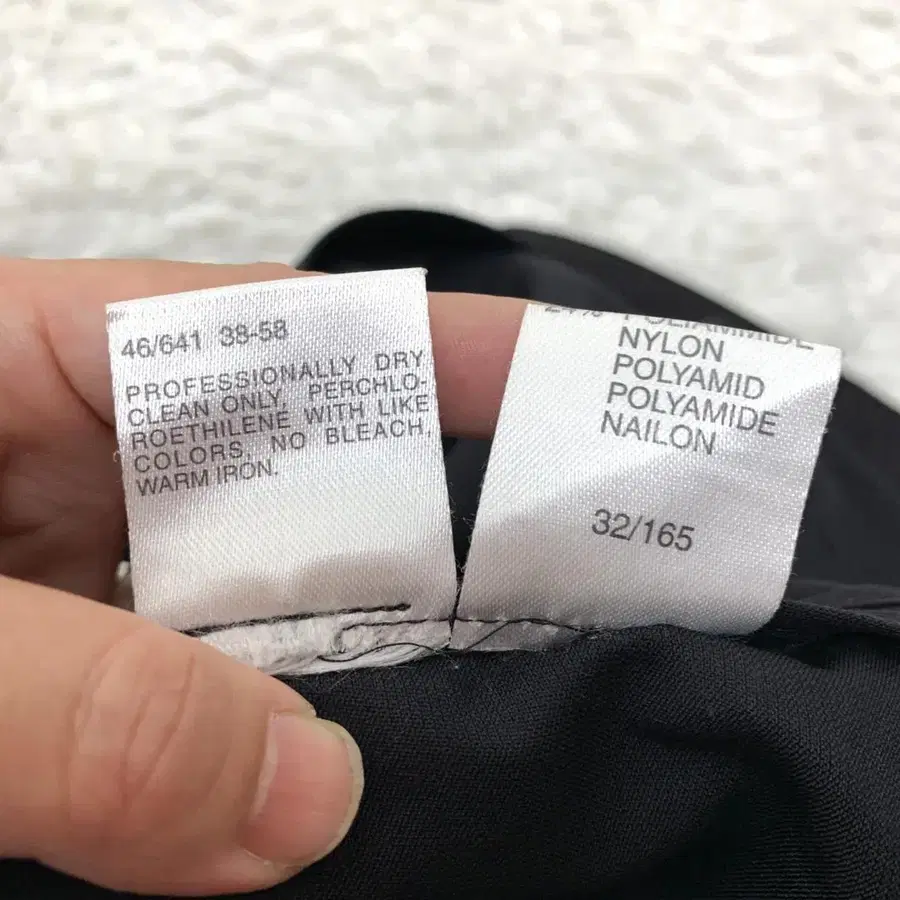 46/641 38-58
PROFESSIONALLY DRY
CLEAN ONLY, PERCHLO-
ROETHILENE WITH LIKE
COLORS, NO BLEACH,
WARM IRON.
POLIAMMIDE
NYLON
POLYAMID
POLYAMIDE
NAILON
32/165